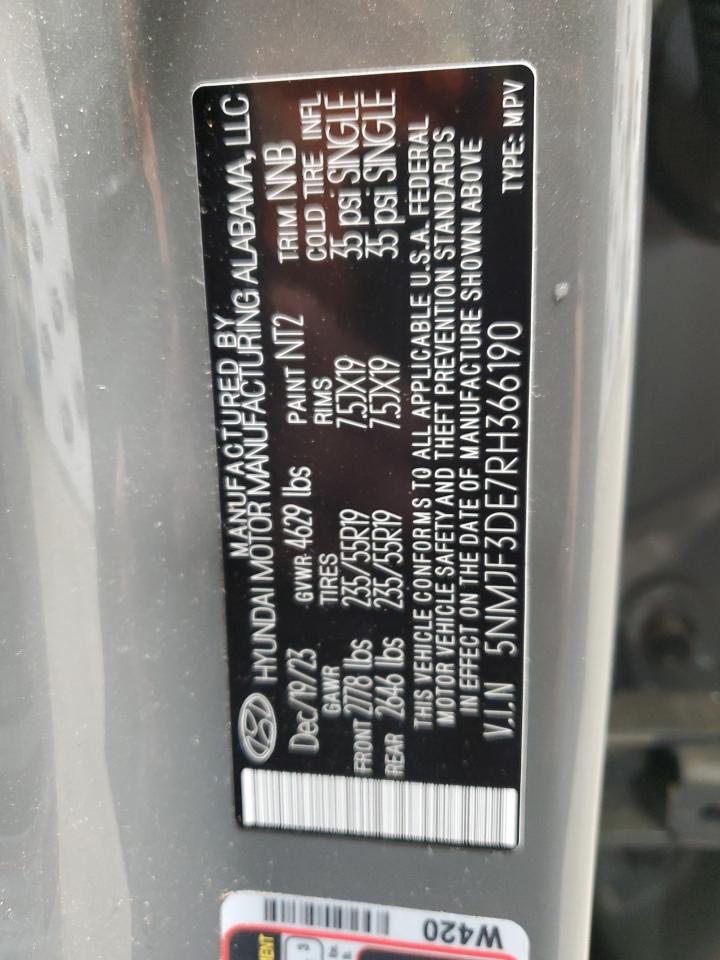 MANUFACTURED BY
HYUNDAI MOTOR MANUFACTURING ALABAMA, LLC
Dec/19/23 GVWR 4629 lbs PAINT NT2 TRIM NNB
GAWR TIRES RIMS COLD TIRE INFL
FRONT 2778 lbs 235/55R19 7.5JX19 35 psi SINGLE
REAR 2646 lbs 235/55R19 7.5JX19 35 psi SINGLE
THIS VEHICLE CONFORMS TO ALL APPLICABLE U.S.A. FEDERAL
MOTOR VEHICLE SAFETY AND THEFT PREVENTION STANDARDS
IN EFFECT ON THE DATE OF MANUFACTURE SHOWN ABOVE
V.I.N 5NMJF3DE7RH366190 TYPE: MPV
W420